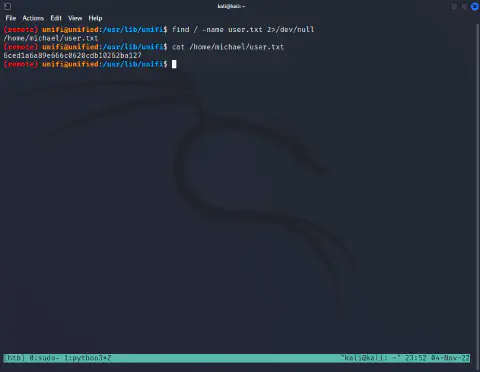 kali@kali: ~
File Actions Edit View Help
(remote) unifi@unified:/usr/lib/unifi$ find / -name user.txt 2>/dev/null
/home/michael/user.txt
(remote) unifi@unified:/usr/lib/unifi$ cat /home/michael/user.txt
6ced1a6a89e666c0620cdb10262ba127
(remote) unifi@unified:/usr/lib/unifi$
[htb] 0:sudo- 1:python3*Z "kali@kali: ~" 23:52 04-Nov-22